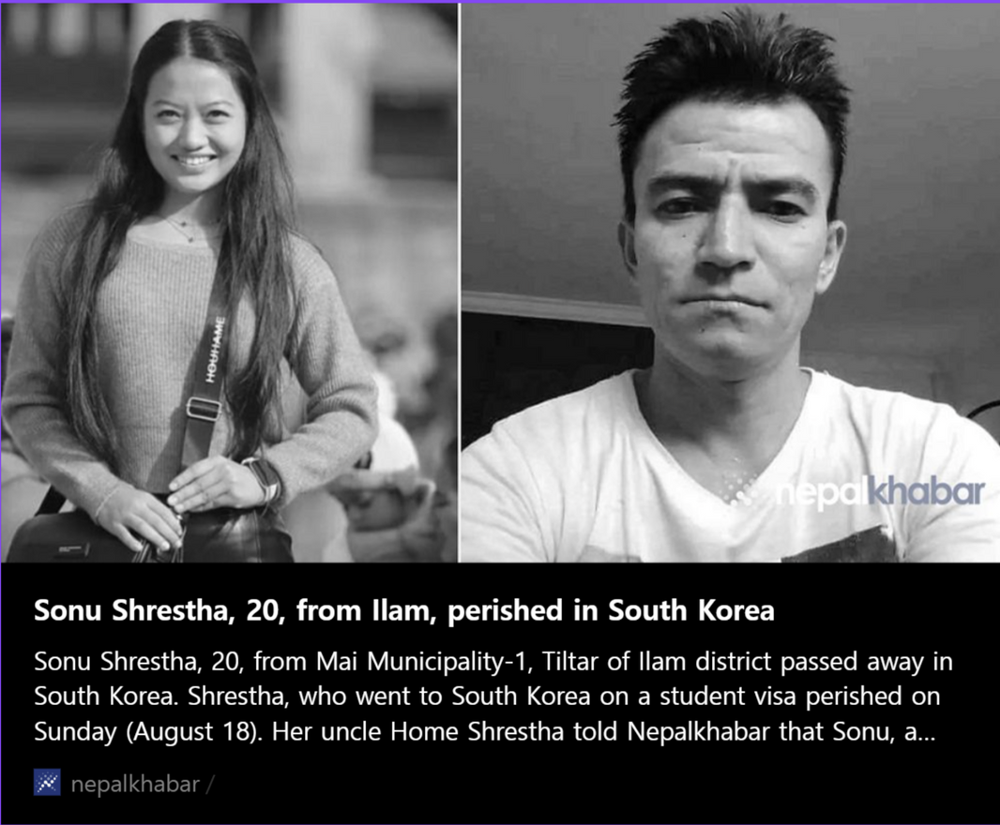 HOUHAME
nepalkhabar
Sonu Shrestha, 20, from Ilam, perished in South Korea
Sonu Shrestha, 20, from Mai Municipality-1, Tiltar of Ilam district passed away in
South Korea. Shrestha, who went to South Korea on a student visa perished on
Sunday (August 18). Her uncle Home Shrestha told Nepalkhabar that Sonu, a...
nepalkhabar /